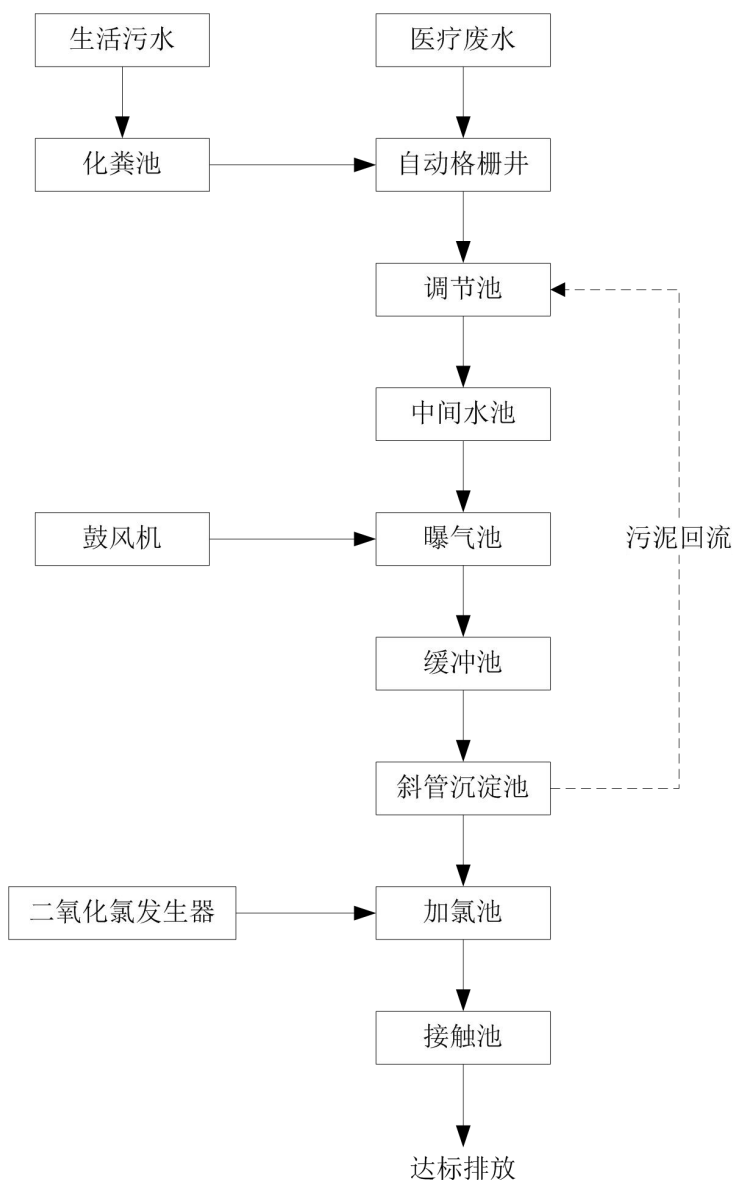 生活污水
医疗废水
化粪池
自动格栅井
调节池
中间水池
鼓风机
曝气池
污泥回流
缓冲池
斜管沉淀池
二氧化氯发生器
加氯池
接触池
达标排放